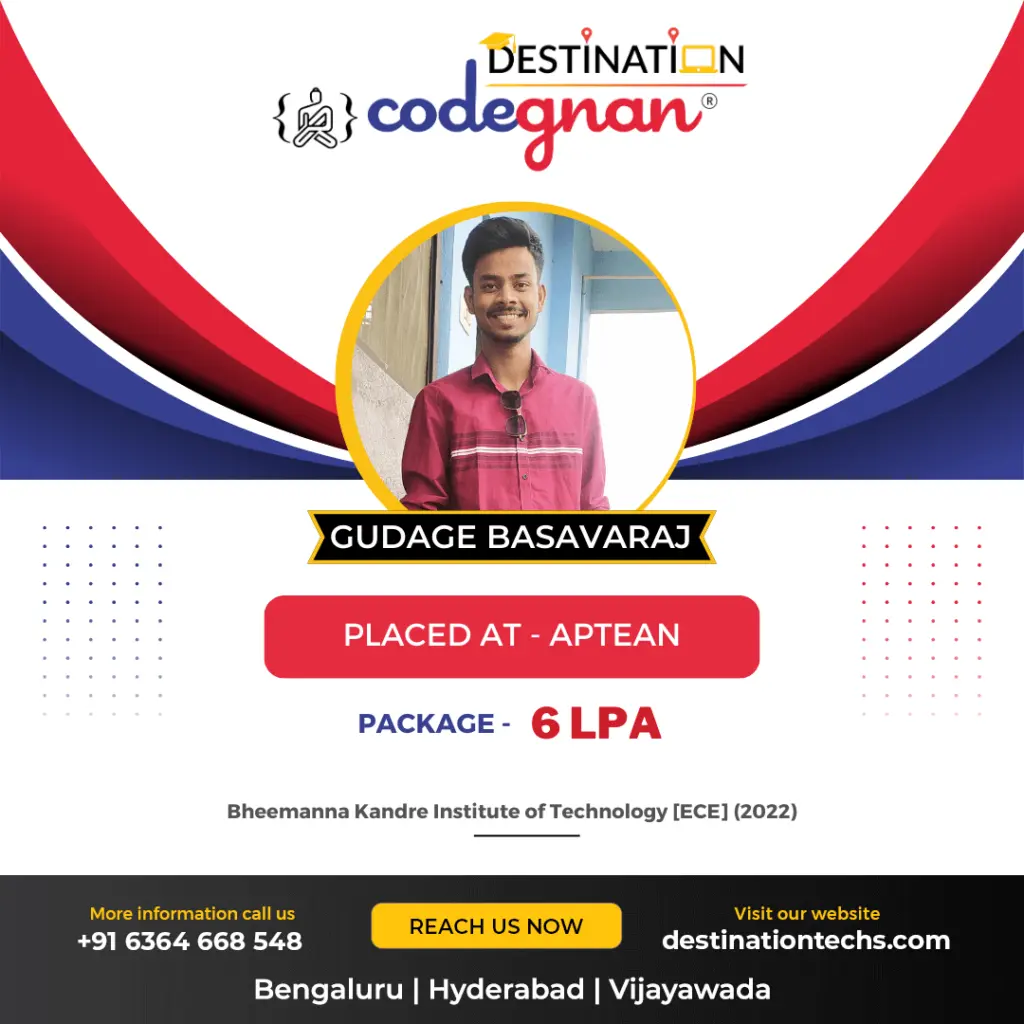 DESTINATION
codegnan®
GUDAGE BASAVARAJ
PLACED AT - APTEAN
PACKAGE - 6 LPA
Bheemanna Kandre Institute of Technology [ECE] (2022)
More information call us
+91 6364 668 548
REACH US NOW
Visit our website
destinationtechs.com
Bengaluru | Hyderabad | Vijayawada